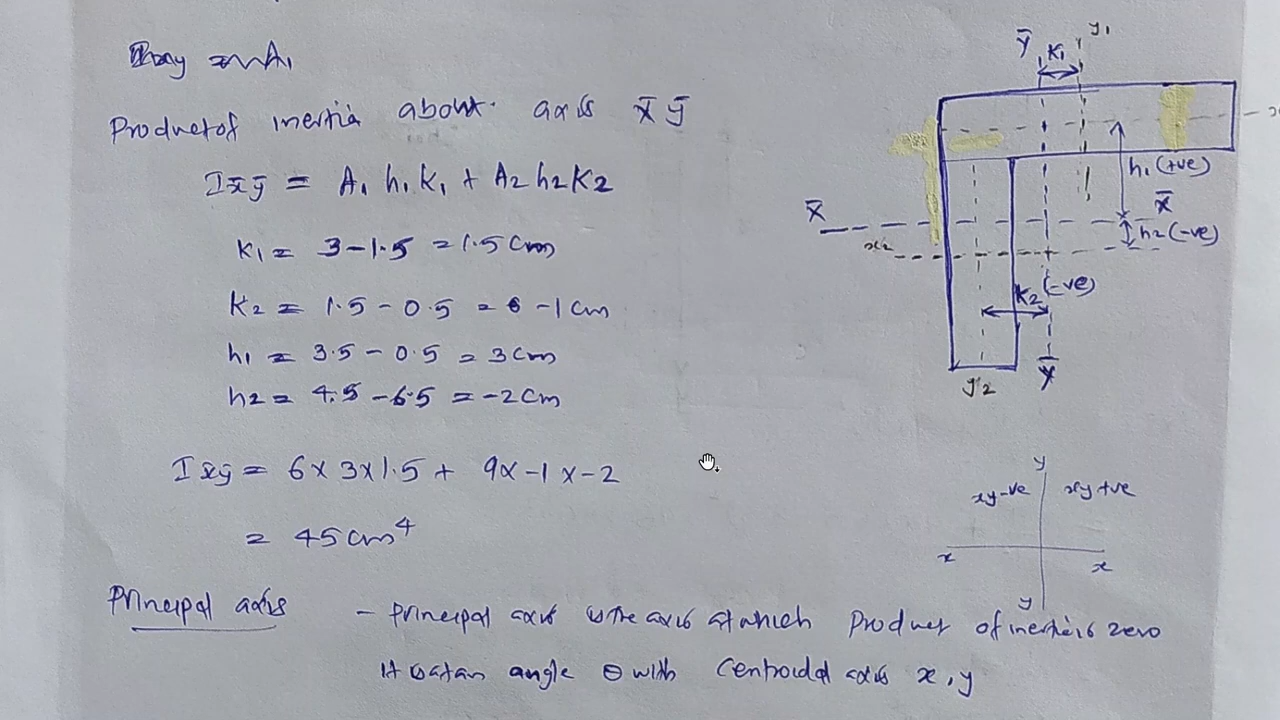 A₁
Product of inertia about axis x̄ ȳ
Ix̄ȳ = A₁ h₁ K₁ + A₂ h₂ K₂
K₁ = 3 - 1.5 = 1.5 cm
K₂ = 1.5 - 0.5 = -1 cm
h₁ = 3.5 - 0.5 = 3 cm
h₂ = 4.5 - 6.5 = -2 cm
Ixy = 6 x 3 x 1.5 + 9 x -1 x -2
= 45 cm⁴
Principal axis
- Principal axis is the axis at which Product of inertia is zero
It is at an angle θ with Centroidal axis x, y
ȳ K₁ y₁
h₁ (+ve)
x̄ x̄
x₂ h₂ (-ve)
K₂ (-ve)
y₂ ȳ
y
xy -ve xy +ve
x x
y